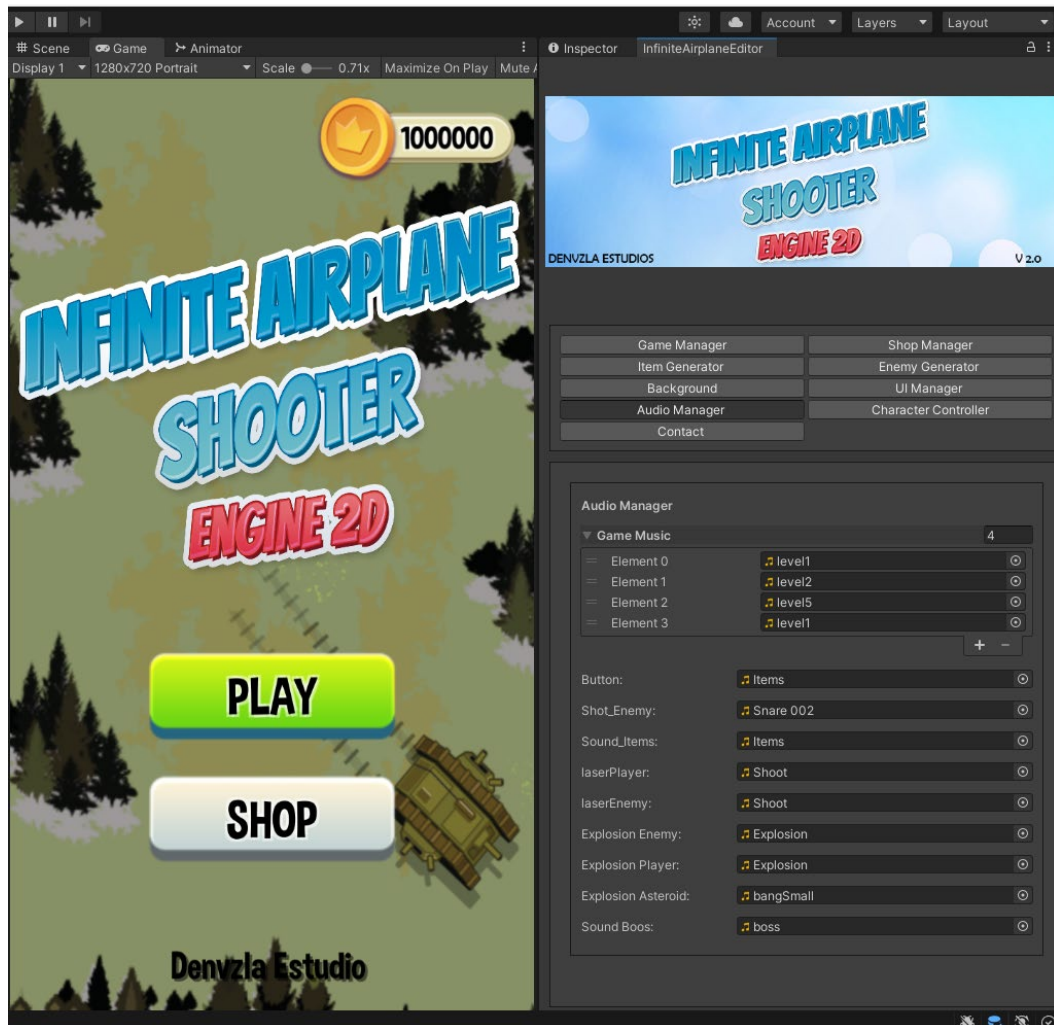 Account Layers Layout
Scene Game Animator
Display 1 1280x720 Portrait Scale 0.71x Maximize On Play Mute
1000000
INFINITE AIRPLANE
SHOOTER
ENGINE 2D
PLAY
SHOP
Denvzla Estudio
Inspector InfiniteAirplaneEditor
INFINITE AIRPLANE
SHOOTER
ENGINE 2D
DENVZLA ESTUDIOS V 2.0
Game Manager Shop Manager
Item Generator Enemy Generator
Background UI Manager
Audio Manager Character Controller
Contact
Audio Manager
Game Music 4
Element 0 level1
Element 1 level2
Element 2 level5
Element 3 level1
+ -
Button: Items
Shot_Enemy: Snare 002
Sound_Items: Items
laserPlayer: Shoot
laserEnemy: Shoot
Explosion Enemy: Explosion
Explosion Player: Explosion
Explosion Asteroid: bangSmall
Sound Boos: boss